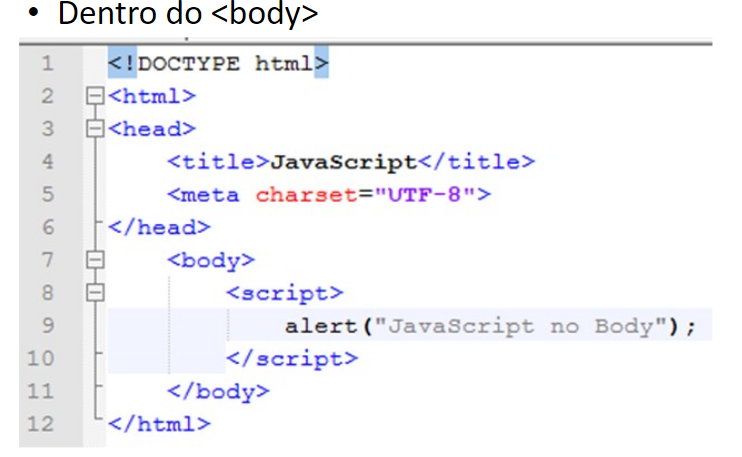 • Dentro do <body>
1 <!DOCTYPE html>
2 <html>
3 <head>
4 <title>JavaScript</title>
5 <meta charset="UTF-8">
6 </head>
7 <body>
8 <script>
9 alert("JavaScript no Body");
10 </script>
11 </body>
12 </html>